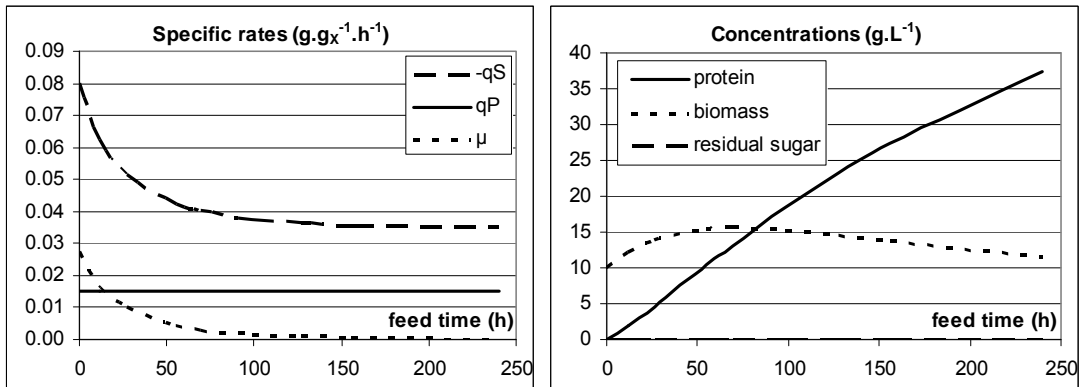 Specific rates (g.gX-1.h-1)
0.09
0.08
0.07
0.06
0.05
0.04
0.03
0.02
0.01
0.00
-qS
qP
µ
feed time (h)
0 50 100 150 200 250
Concentrations (g.L-1)
40
35
30
25
20
15
10
5
0
protein
biomass
residual sugar
feed time (h)
0 50 100 150 200 250